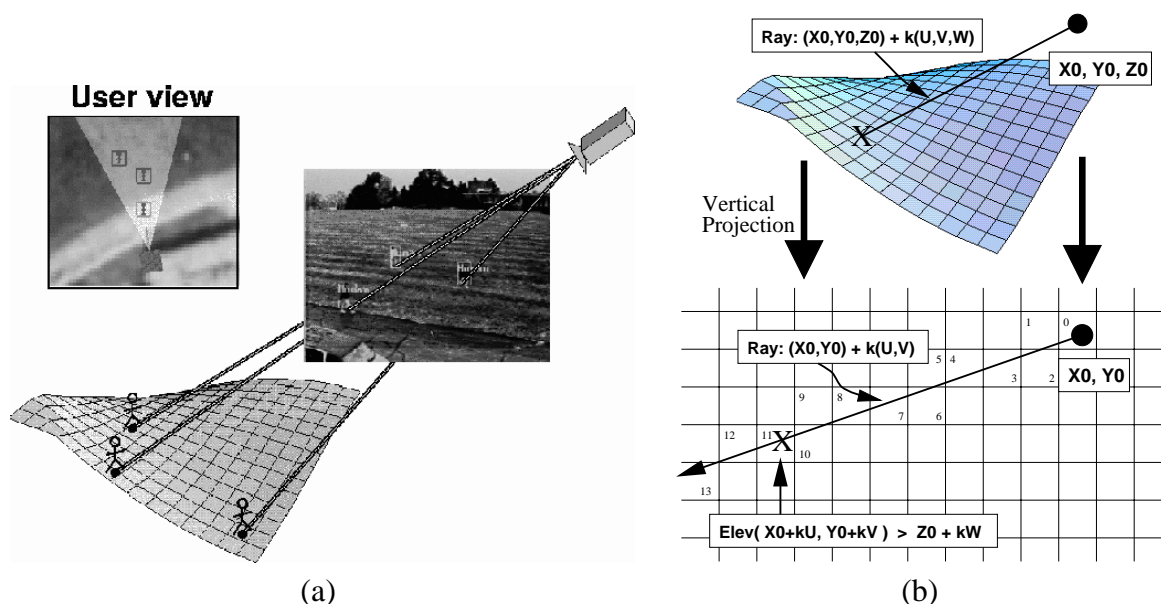 User view
Human
(a)
Ray: (X0,Y0,Z0) + k(U,V,W)
X0, Y0, Z0
X
Vertical
Projection
1
0
Ray: (X0,Y0) + k(U,V)
5
4
3
2
X0, Y0
9
8
7
6
12
11
X
10
13
Elev( X0+kU, Y0+kV ) > Z0 + kW
(b)